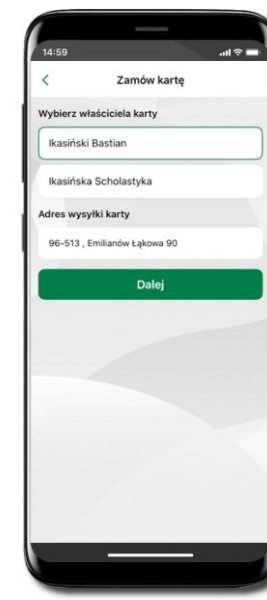 14:59
Zamów kartę
Wybierz właściciela karty
Ikasiński Bastian
Ikasińska Scholastyka
Adres wysyłki karty
96-513 , Emilianów Łąkowa 90
Dalej